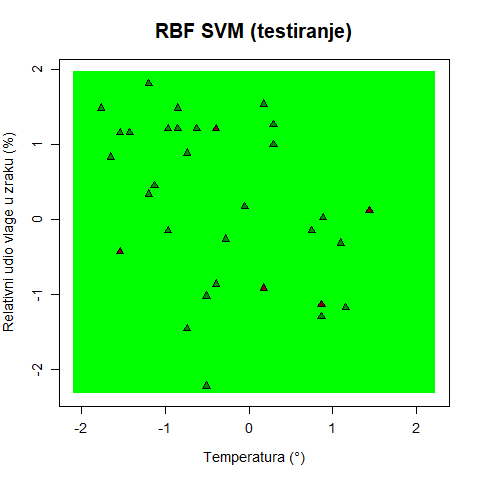 RBF SVM (testiranje)
Relativni udio vlage u zraku (%)
2
1
0
-1
-2
-2 -1 0 1 2
Temperatura (°)